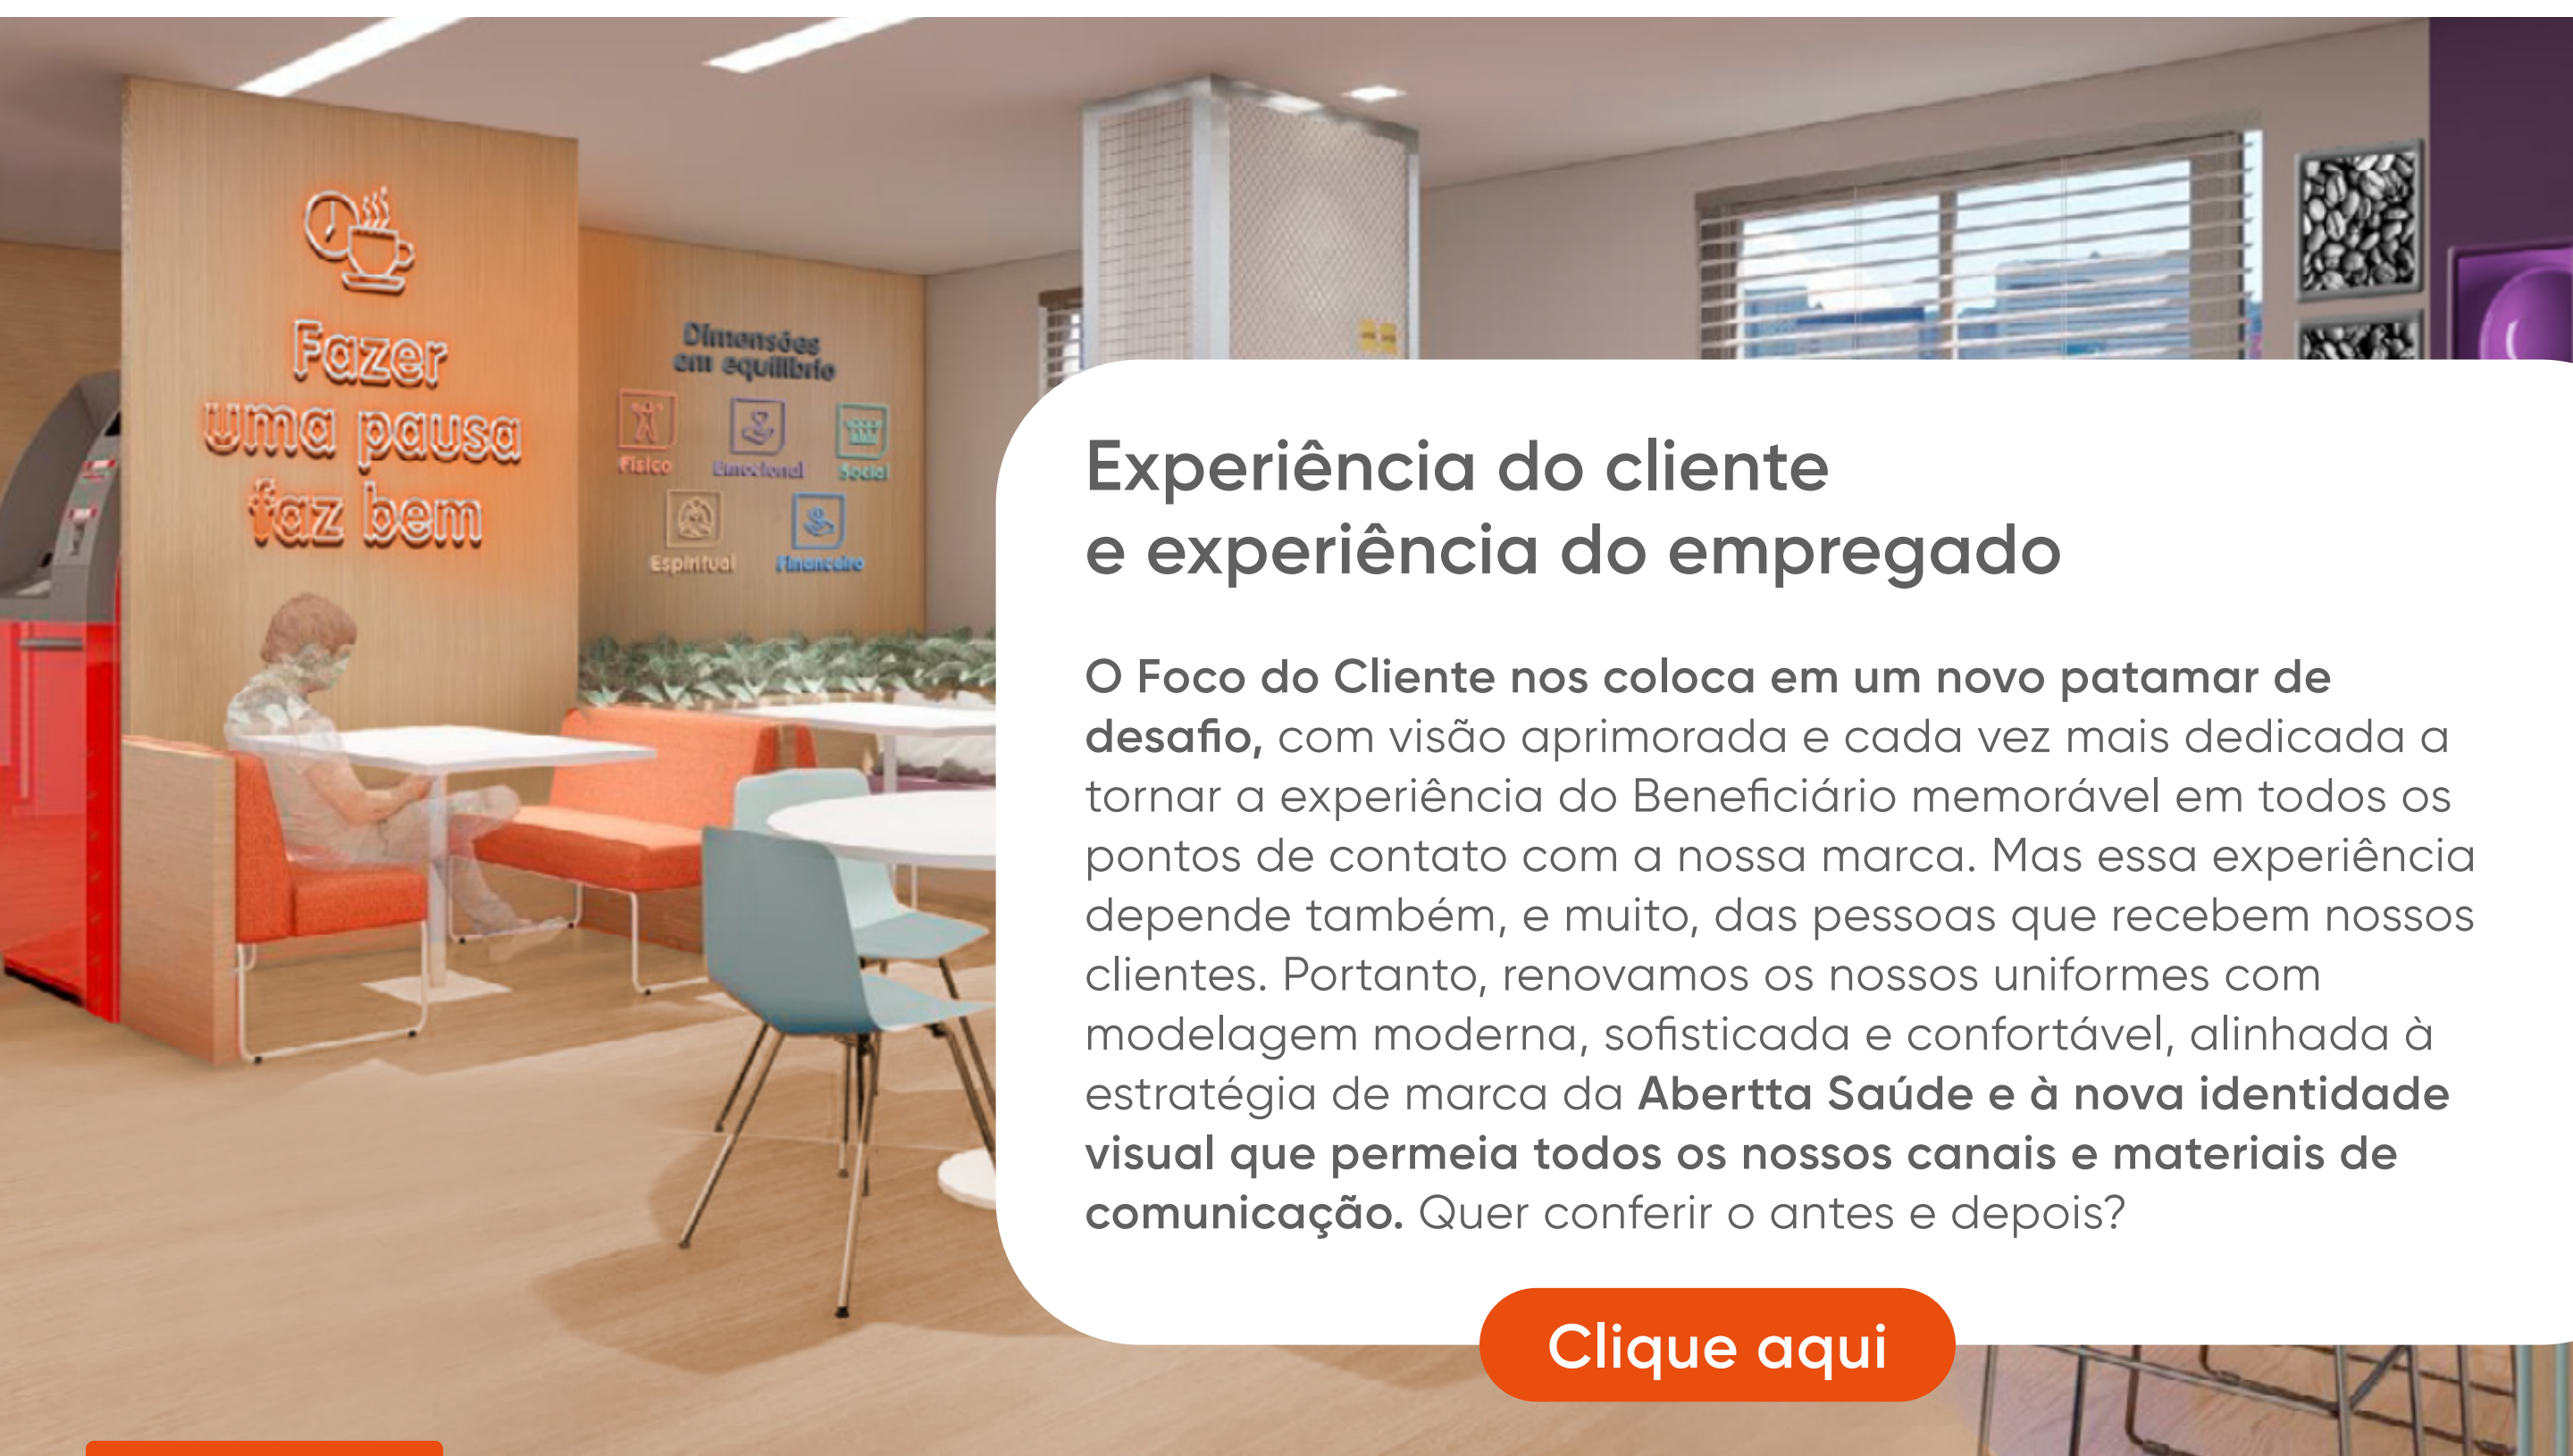 Fazer
uma pausa
faz bem
Dimensões
em equilíbrio
Físico
Emocional
Social
Espiritual
Financeiro
Experiência do cliente
e experiência do empregado
O Foco do Cliente nos coloca em um novo patamar de
desafio, com visão aprimorada e cada vez mais dedicada a
tornar a experiência do Beneficiário memorável em todos os
pontos de contato com a nossa marca. Mas essa experiência
depende também, e muito, das pessoas que recebem nossos
clientes. Portanto, renovamos os nossos uniformes com
modelagem moderna, sofisticada e confortável, alinhada à
estratégia de marca da Abertta Saúde e à nova identidade
visual que permeia todos os nossos canais e materiais de
comunicação. Quer conferir o antes e depois?
Clique aqui